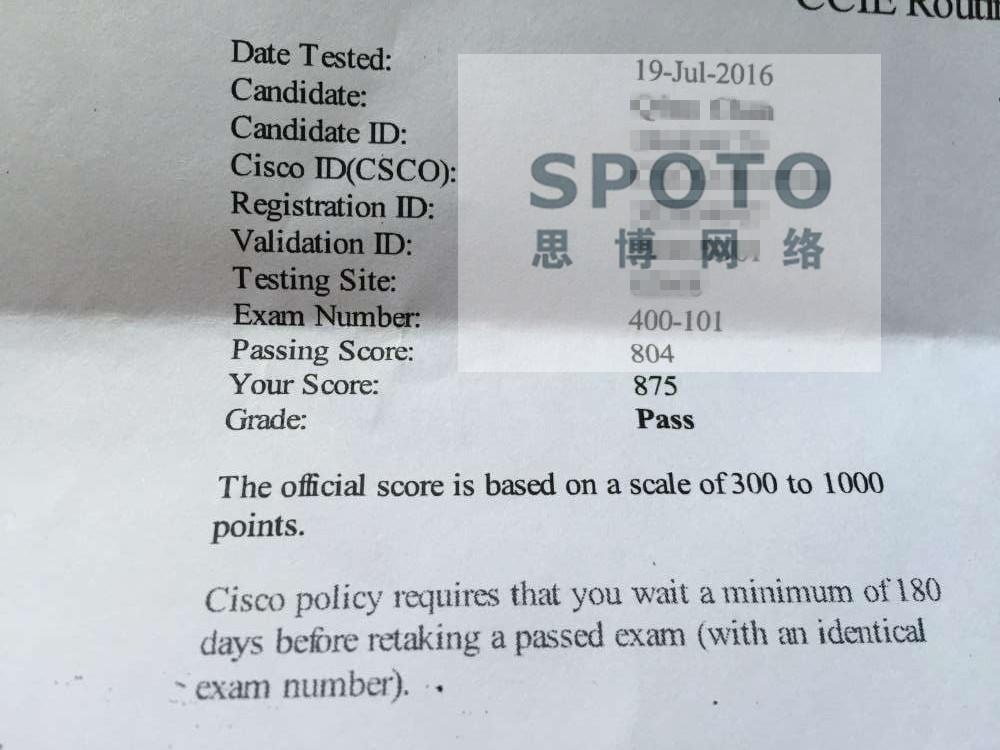 CCIE Routin
Date Tested: 19-Jul-2016
Candidate:
Candidate ID:
Cisco ID(CSCO):
SPOTO
Registration ID:
Validation ID:
思博网络
Testing Site:
Exam Number: 400-101
Passing Score: 804
Your Score: 875
Grade: Pass
The official score is based on a scale of 300 to 1000
points.
Cisco policy requires that you wait a minimum of 180
days before retaking a passed exam (with an identical
exam number).